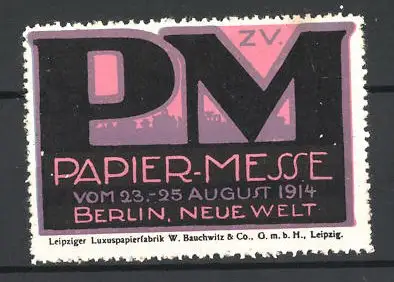 ZV.
PM
PAPIER-MESSE
VOM 23.-25 AUGUST 1914
BERLIN, NEUE WELT
Leipziger Luxuspapierfabrik W. Bauchwitz & Co., G. m. b. H., Leipzig.